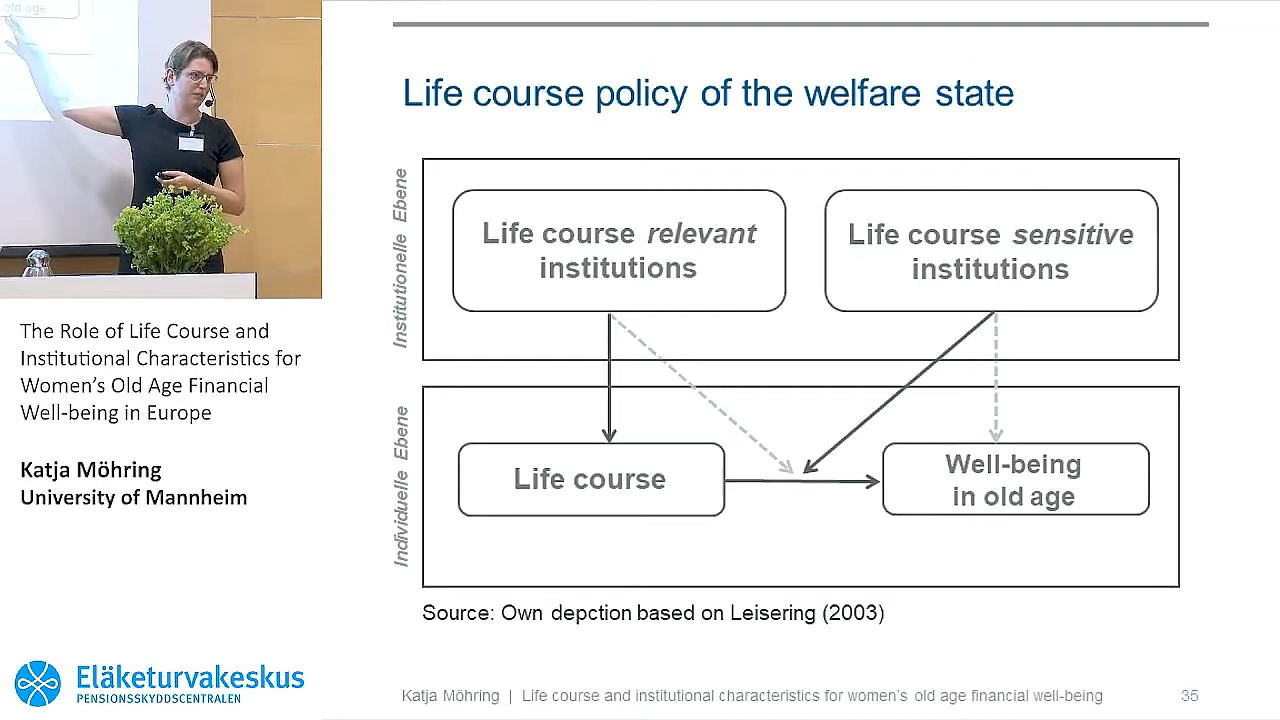 old age
Life course policy of the welfare state
Institutionelle Ebene
Life course relevant
institutions
Life course sensitive
institutions
Individuelle Ebene
Life course
Well-being
in old age
Source: Own depction based on Leisering (2003)
The Role of Life Course and
Institutional Characteristics for
Women's Old Age Financial
Well-being in Europe
Katja Möhring
University of Mannheim
Eläketurvakeskus
PENSIONSSKYDDSCENTRALEN
Katja Möhring | Life course and institutional characteristics for women's old age financial well-being
35